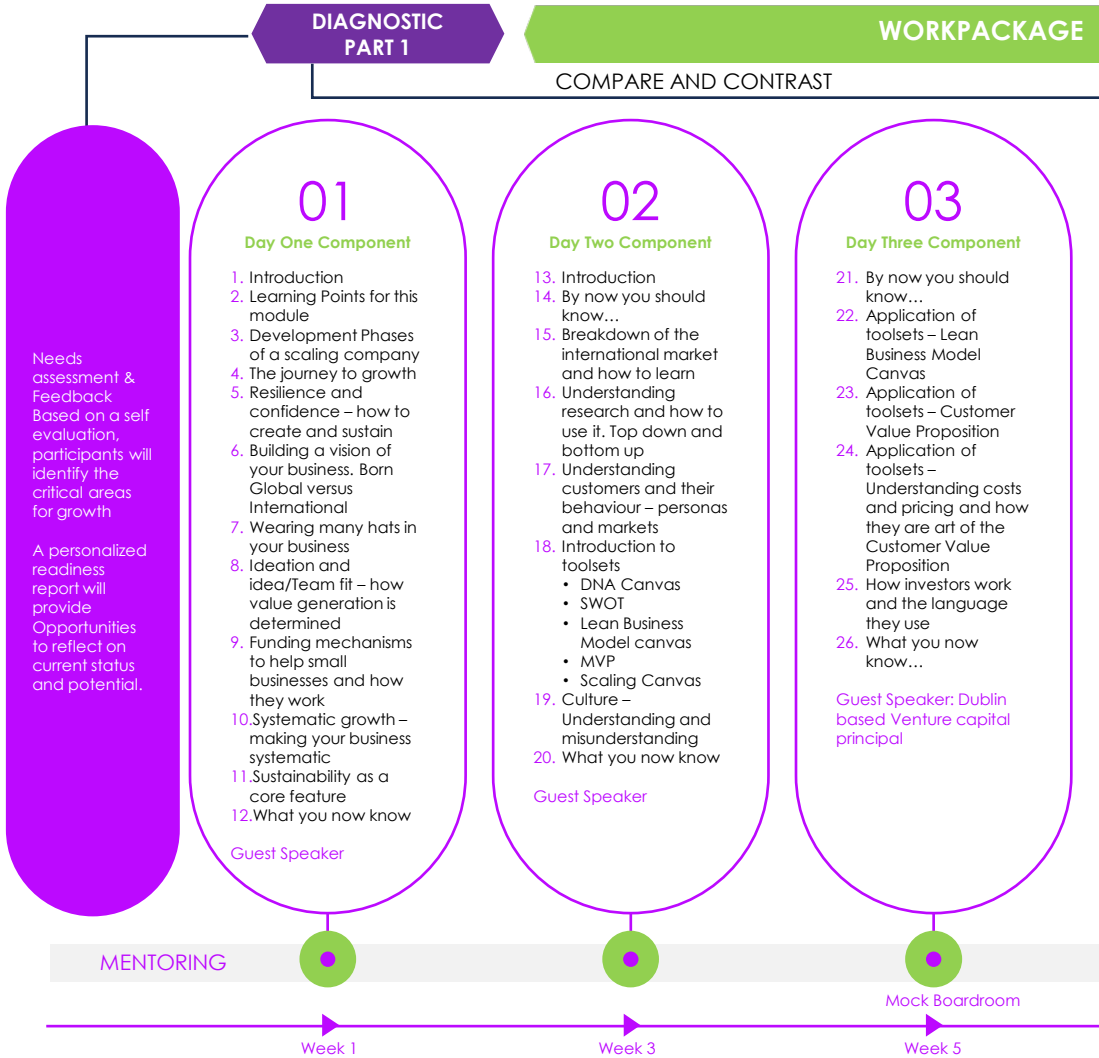 DIAGNOSTIC
PART 1
WORKPACKAGE
COMPARE AND CONTRAST
Needs
assessment &
Feedback
Based on a self
evaluation,
participants will
identify the
critical areas
for growth
A personalized
readiness
report will
provide
Opportunities
to reflect on
current status
and potential.
01
Day One Component
1. Introduction
2. Learning Points for this
module
3. Development Phases
of a scaling company
4. The journey to growth
5. Resilience and
confidence – how to
create and sustain
6. Building a vision of
your business. Born
Global versus
International
7. Wearing many hats in
your business
8. Ideation and
idea/Team fit – how
value generation is
determined
9. Funding mechanisms
to help small
businesses and how
they work
10.Systematic growth –
making your business
systematic
11.Sustainability as a
core feature
12.What you now know
Guest Speaker
02
Day Two Component
13. Introduction
14. By now you should
know…
15. Breakdown of the
international market
and how to learn
16. Understanding
research and how to
use it. Top down and
bottom up
17. Understanding
customers and their
behaviour – personas
and markets
18. Introduction to
toolsets
• DNA Canvas
• SWOT
• Lean Business
Model canvas
• MVP
• Scaling Canvas
19. Culture –
Understanding and
misunderstanding
20. What you now know
Guest Speaker
03
Day Three Component
21. By now you should
know…
22. Application of
toolsets – Lean
Business Model
Canvas
23. Application of
toolsets – Customer
Value Proposition
24. Application of
toolsets –
Understanding costs
and pricing and how
they are art of the
Customer Value
Proposition
25. How investors work
and the language
they use
26. What you now
know…
Guest Speaker: Dublin
based Venture capital
principal
MENTORING
Mock Boardroom
Week 1
Week 3
Week 5